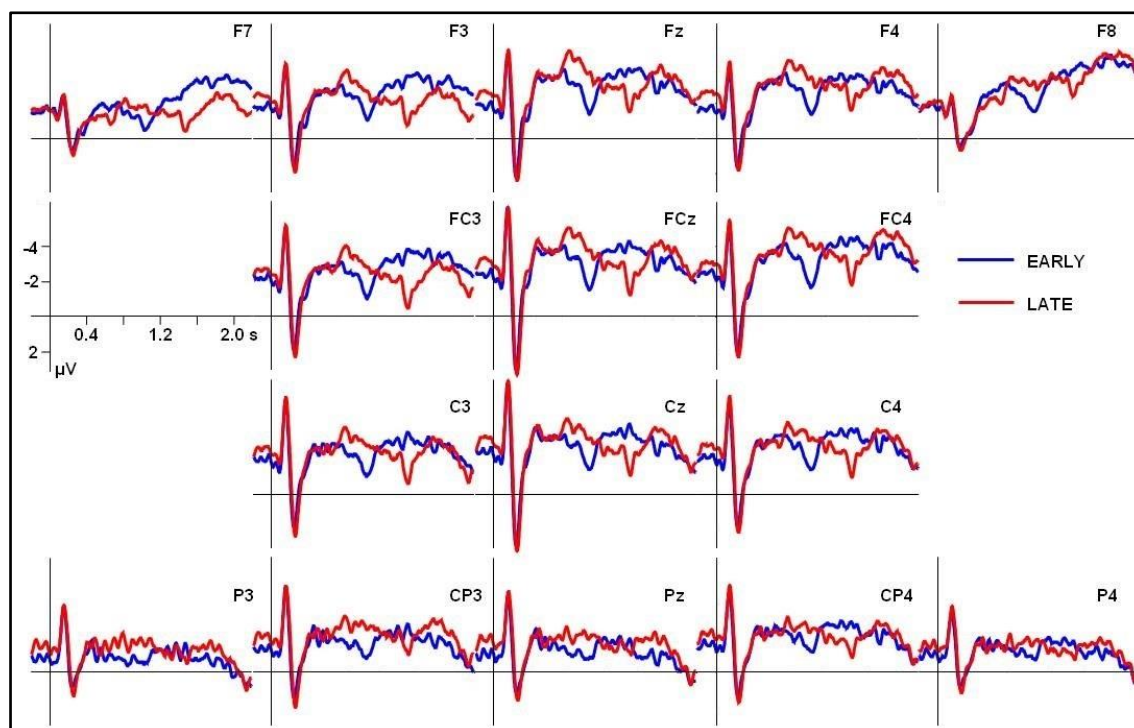 F7 F3 Fz F4 F8
FC3 FCz FC4
-4
-2
EARLY
LATE
0.4 1.2 2.0 s
2
µV
C3 Cz C4
P3 CP3 Pz CP4 P4